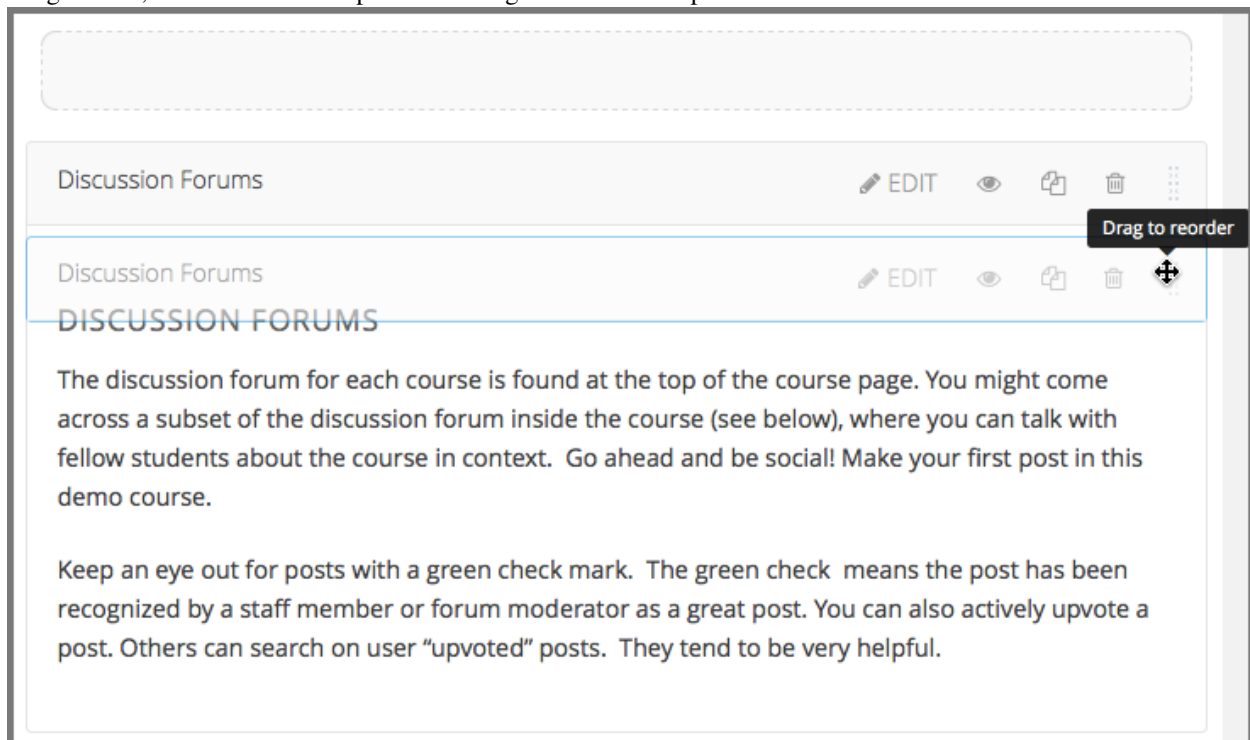 Discussion Forums EDIT
Drag to reorder
Discussion Forums EDIT
DISCUSSION FORUMS
The discussion forum for each course is found at the top of the course page. You might come
across a subset of the discussion forum inside the course (see below), where you can talk with
fellow students about the course in context.  Go ahead and be social! Make your first post in this
demo course.
Keep an eye out for posts with a green check mark.  The green check  means the post has been
recognized by a staff member or forum moderator as a great post. You can also actively upvote a
post. Others can search on user “upvoted” posts.  They tend to be very helpful.